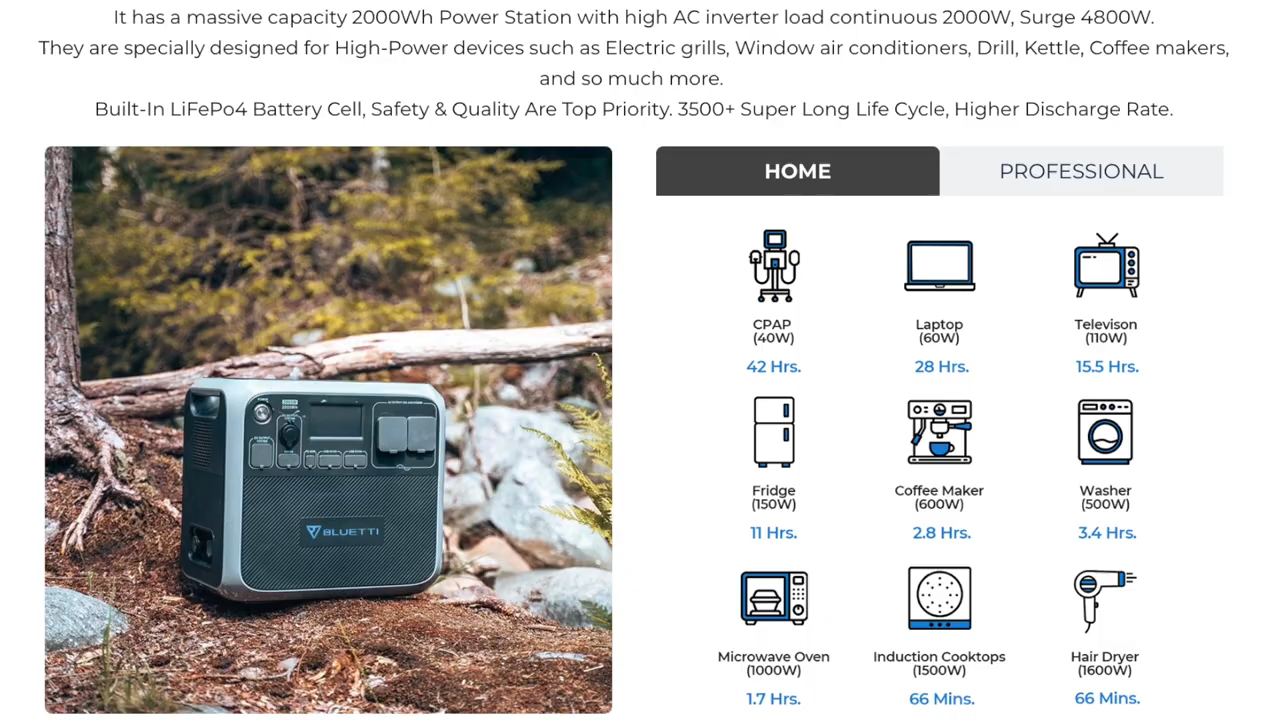 It has a massive capacity 2000Wh Power Station with high AC inverter load continuous 2000W, Surge 4800W.
They are specially designed for High-Power devices such as Electric grills, Window air conditioners, Drill, Kettle, Coffee makers,
and so much more.
Built-In LiFePo4 Battery Cell, Safety & Quality Are Top Priority. 3500+ Super Long Life Cycle, Higher Discharge Rate.
BLUETTI
HOME
PROFESSIONAL
CPAP
(40W)
42 Hrs.
Laptop
(60W)
28 Hrs.
Televison
(110W)
15.5 Hrs.
Fridge
(150W)
11 Hrs.
Coffee Maker
(600W)
2.8 Hrs.
Washer
(500W)
3.4 Hrs.
Microwave Oven
(1000W)
1.7 Hrs.
Induction Cooktops
(1500W)
66 Mins.
Hair Dryer
(1600W)
66 Mins.